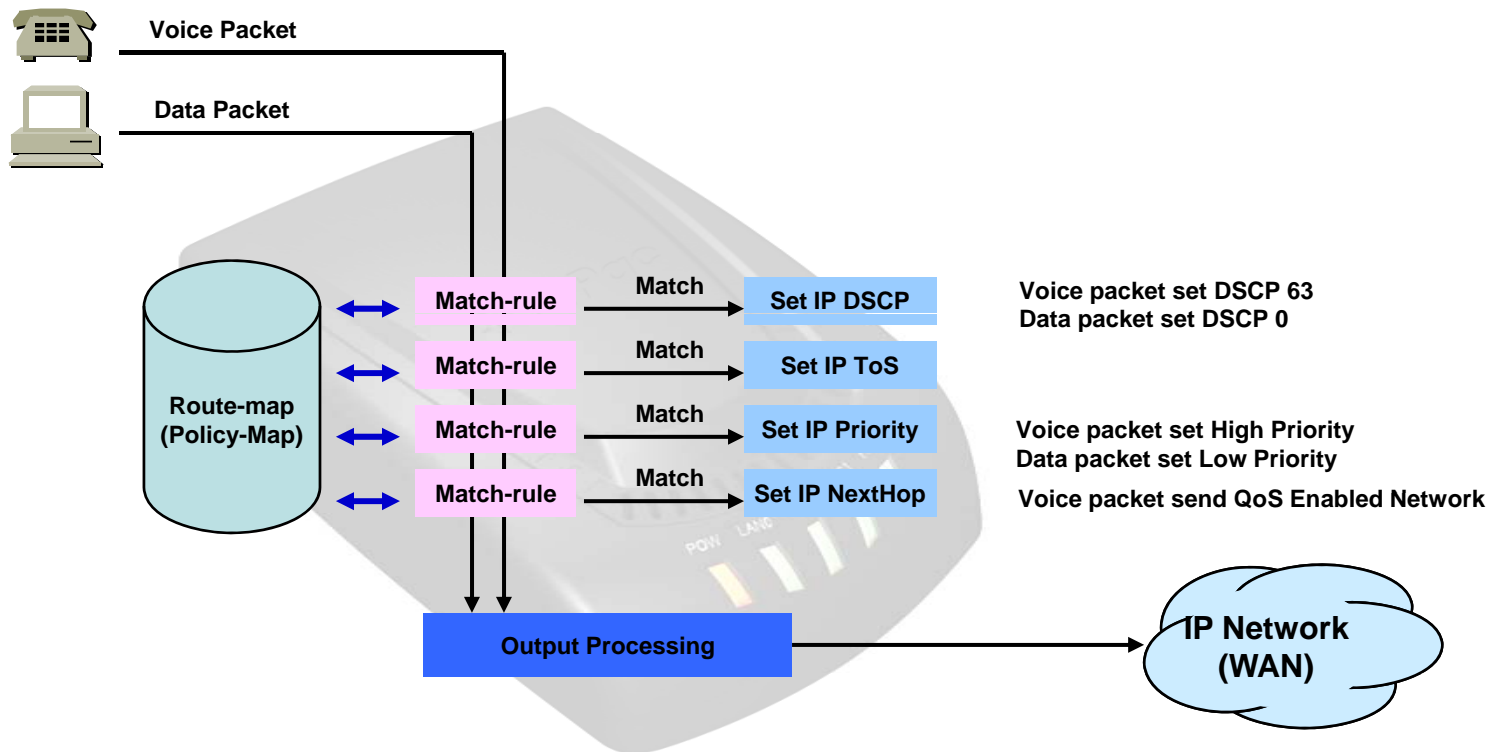 Voice Packet
Data Packet
Route-map
(Policy-Map)
Match-rule
Match
Set IP DSCP
Voice packet set DSCP 63
Data packet set DSCP 0
Match-rule
Match
Set IP ToS
Match-rule
Match
Set IP Priority
Voice packet set High Priority
Data packet set Low Priority
Match-rule
Match
Set IP NextHop
Voice packet send QoS Enabled Network
POW
Output Processing
IP Network
(WAN)